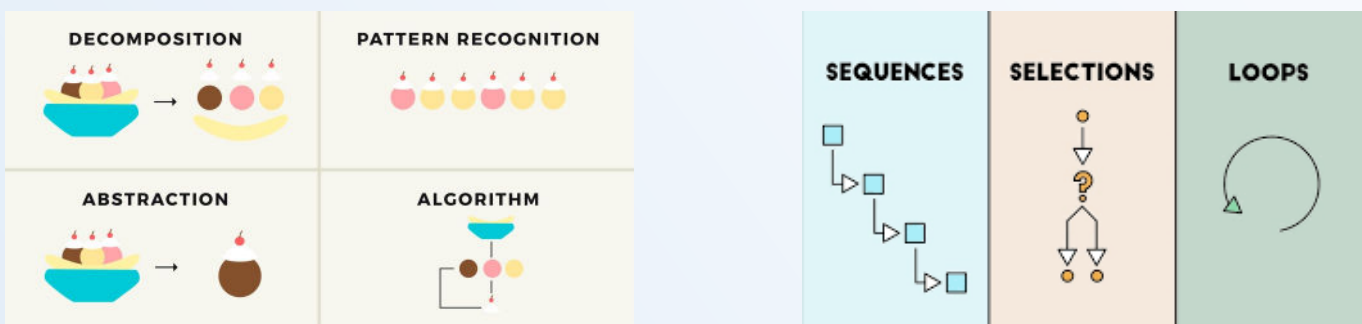 DECOMPOSITION
PATTERN RECOGNITION
ABSTRACTION
ALGORITHM
SEQUENCES
SELECTIONS
?
LOOPS